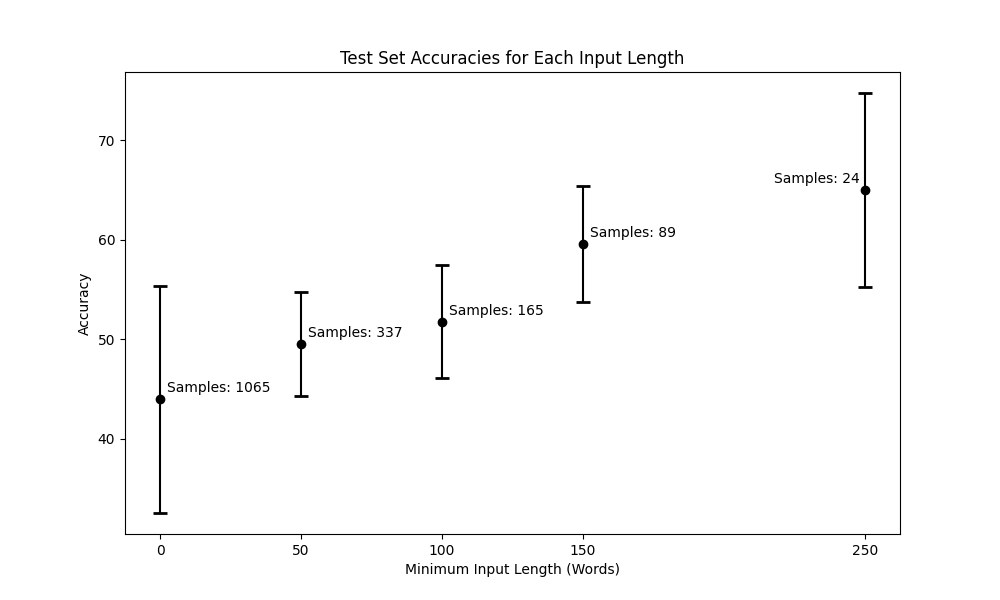 Test Set Accuracies for Each Input Length
70
60
50
40
Accuracy
Samples: 1065
Samples: 337
Samples: 165
Samples: 89
Samples: 24
0 50 100 150 250
Minimum Input Length (Words)